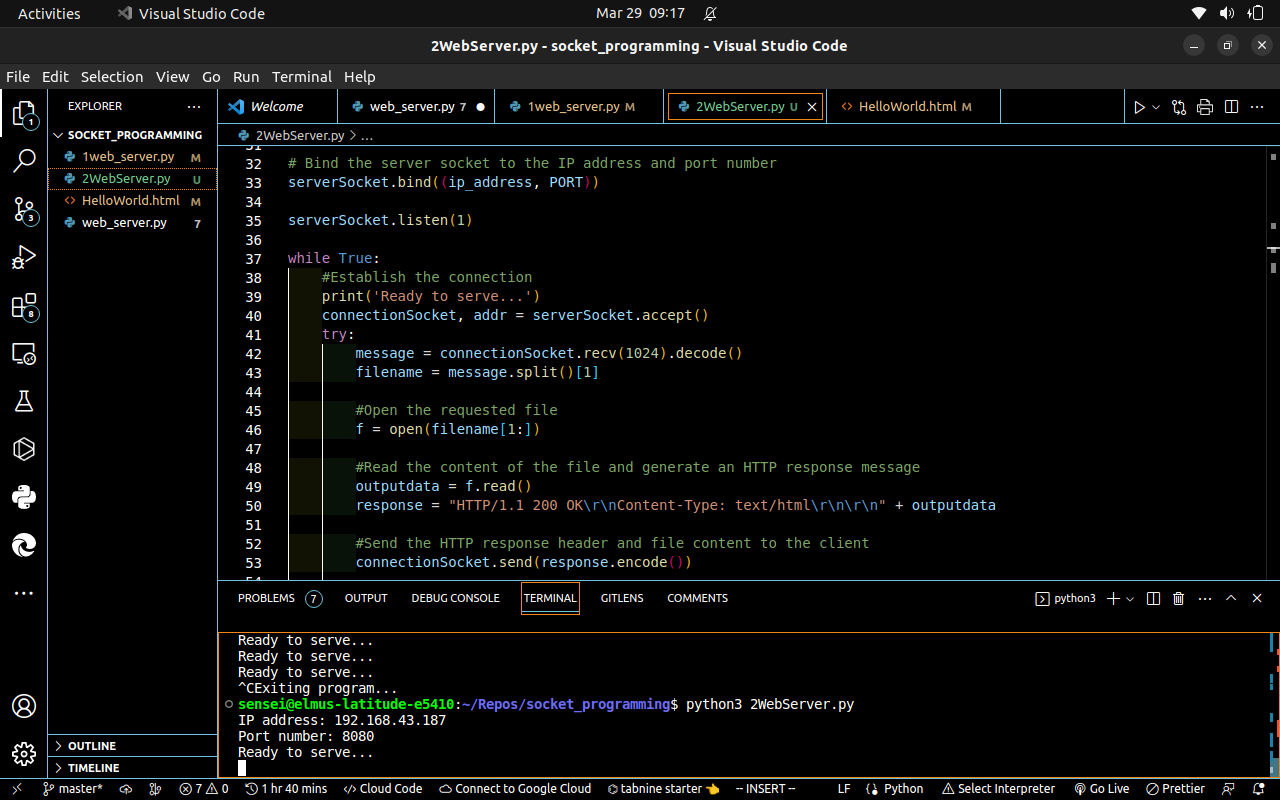 Activities Visual Studio Code Mar 29 09:17
2WebServer.py - socket_programming - Visual Studio Code
File Edit Selection View Go Run Terminal Help
EXPLORER
SOCKET_PROGRAMMING
1web_server.py M
2WebServer.py U
HelloWorld.html M
web_server.py 7
OUTLINE
TIMELINE
1
3
8
Welcome web_server.py 7 1web_server.py M 2WebServer.py U HelloWorld.html M
2WebServer.py > ...
31
32 # Bind the server socket to the IP address and port number
33 serverSocket.bind((ip_address, PORT))
34
35 serverSocket.listen(1)
36
37 while True:
38 #Establish the connection
39 print('Ready to serve...')
40 connectionSocket, addr = serverSocket.accept()
41 try:
42 message = connectionSocket.recv(1024).decode()
43 filename = message.split()[1]
44
45 #Open the requested file
46 f = open(filename[1:])
47
48 #Read the content of the file and generate an HTTP response message
49 outputdata = f.read()
50 response = "HTTP/1.1 200 OK\r\nContent-Type: text/html\r\n\r\n" + outputdata
51
52 #Send the HTTP response header and file content to the client
53 connectionSocket.send(response.encode())
54
PROBLEMS 7 OUTPUT DEBUG CONSOLE TERMINAL GITLENS COMMENTS python3
Ready to serve...
Ready to serve...
Ready to serve...
^CExiting program...
sensei@elmus-latitude-e5410:~/Repos/socket_programming$ python3 2WebServer.py
IP address: 192.168.43.187
Port number: 8080
Ready to serve...
master* 7 0 1 hr 40 mins Cloud Code Connect to Google Cloud tabnine starter -- INSERT -- LF Python Select Interpreter Go Live Prettier